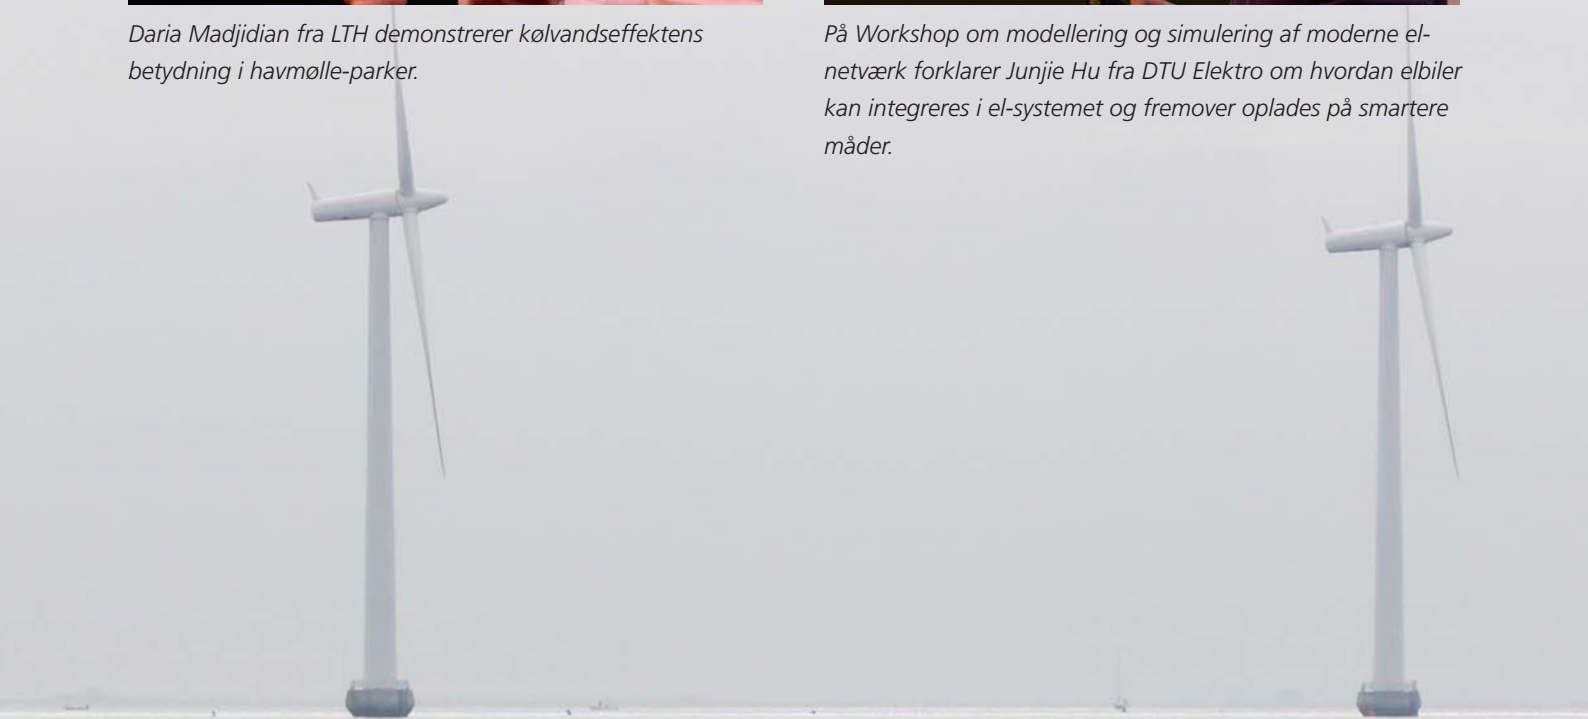 Daria Madjidian fra LTH demonstrerer kølvandseffektens
betydning i havmølle-parker.
På Workshop om modellering og simulering af moderne el-
netværk forklarer Junjie Hu fra DTU Elektro om hvordan elbiler
kan integreres i el-systemet og fremover oplades på smartere
måder.